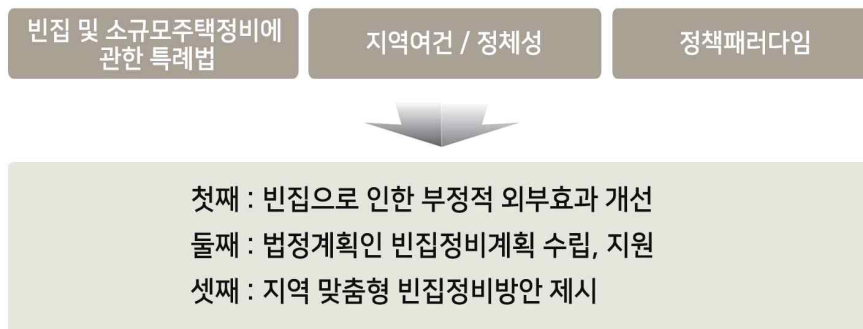 빈집 및 소규모주택정비에
관한 특례법
지역여건 / 정체성
정책패러다임
첫째 : 빈집으로 인한 부정적 외부효과 개선
둘째 : 법정계획인 빈집정비계획 수립, 지원
셋째 : 지역 맞춤형 빈집정비방안 제시